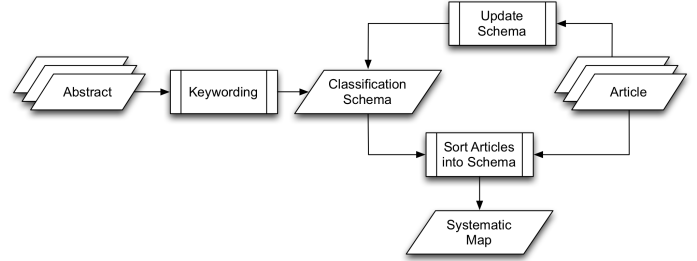 Update
Schema
Abstract
Keywording
Classification
Schema
Article
Sort Articles
into Schema
Systematic
Map